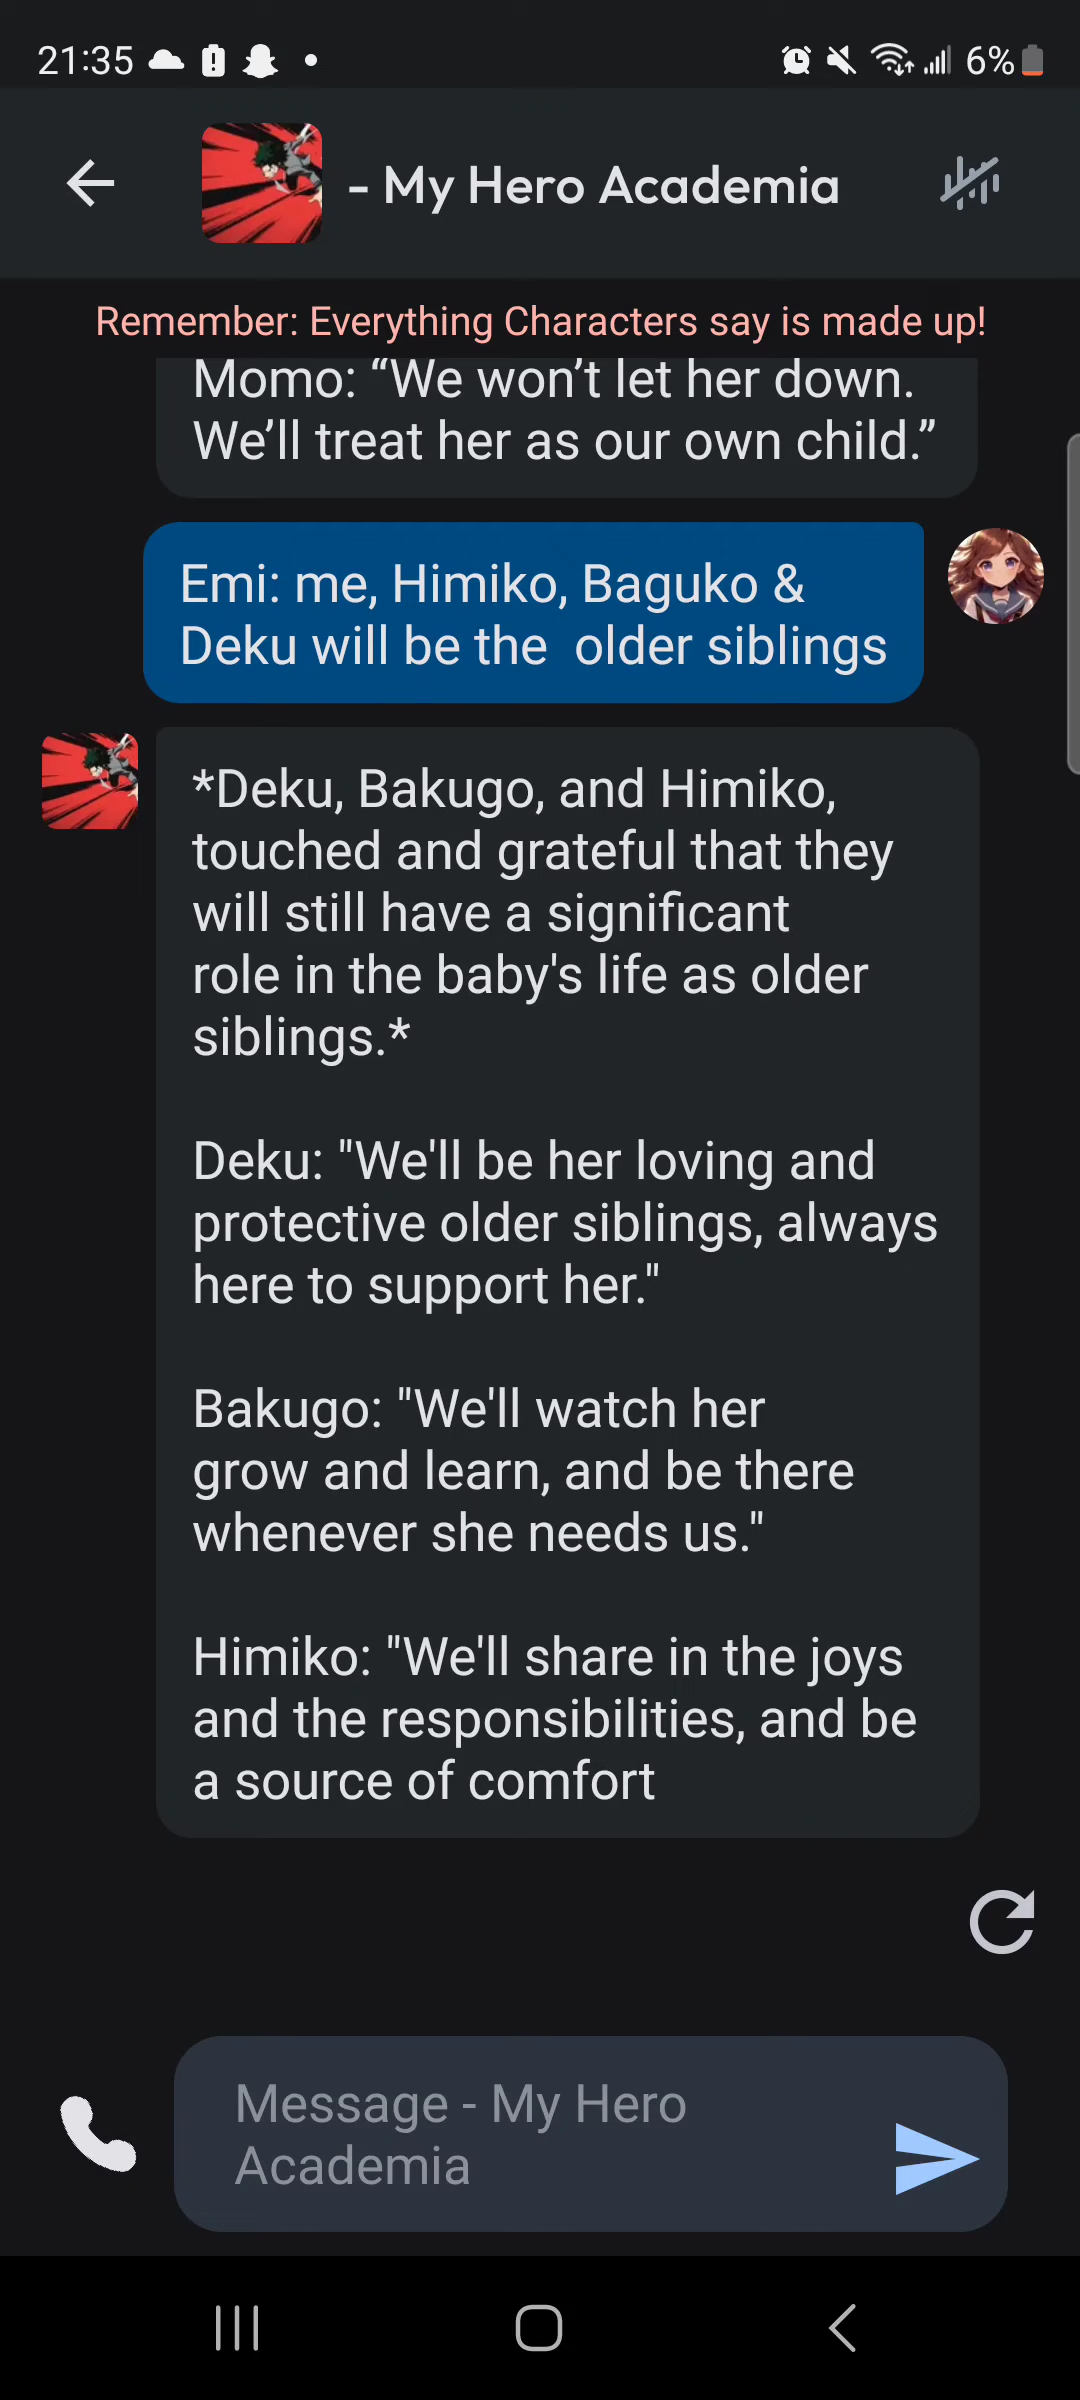 21:35
6%
- My Hero Academia
Remember: Everything Characters say is made up!
Momo: “We won’t let her down.
We’ll treat her as our own child.”
Emi: me, Himiko, Baguko &
Deku will be the  older siblings
*Deku, Bakugo, and Himiko,
touched and grateful that they
will still have a significant
role in the baby's life as older
siblings.*
Deku: "We'll be her loving and
protective older siblings, always
here to support her."
Bakugo: "We'll watch her
grow and learn, and be there
whenever she needs us."
Himiko: "We'll share in the joys
and the responsibilities, and be
a source of comfort
Message - My Hero
Academia